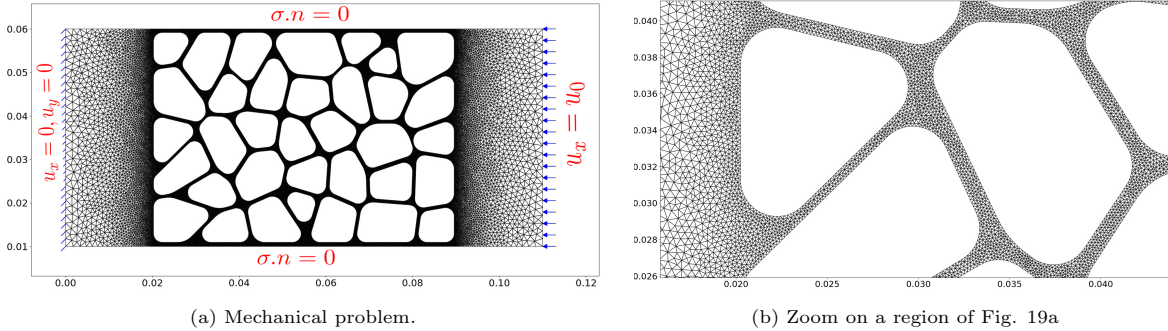 σ.n = 0
0.06
0.05
0.04
0.03
0.02
0.01
u_x = 0, u_y = 0
u_x = u_0
σ.n = 0
0.00 0.02 0.04 0.06 0.08 0.10 0.12
(a) Mechanical problem.
0.040
0.038
0.036
0.034
0.032
0.030
0.028
0.026
0.020 0.025 0.030 0.035 0.040
(b) Zoom on a region of Fig. 19a